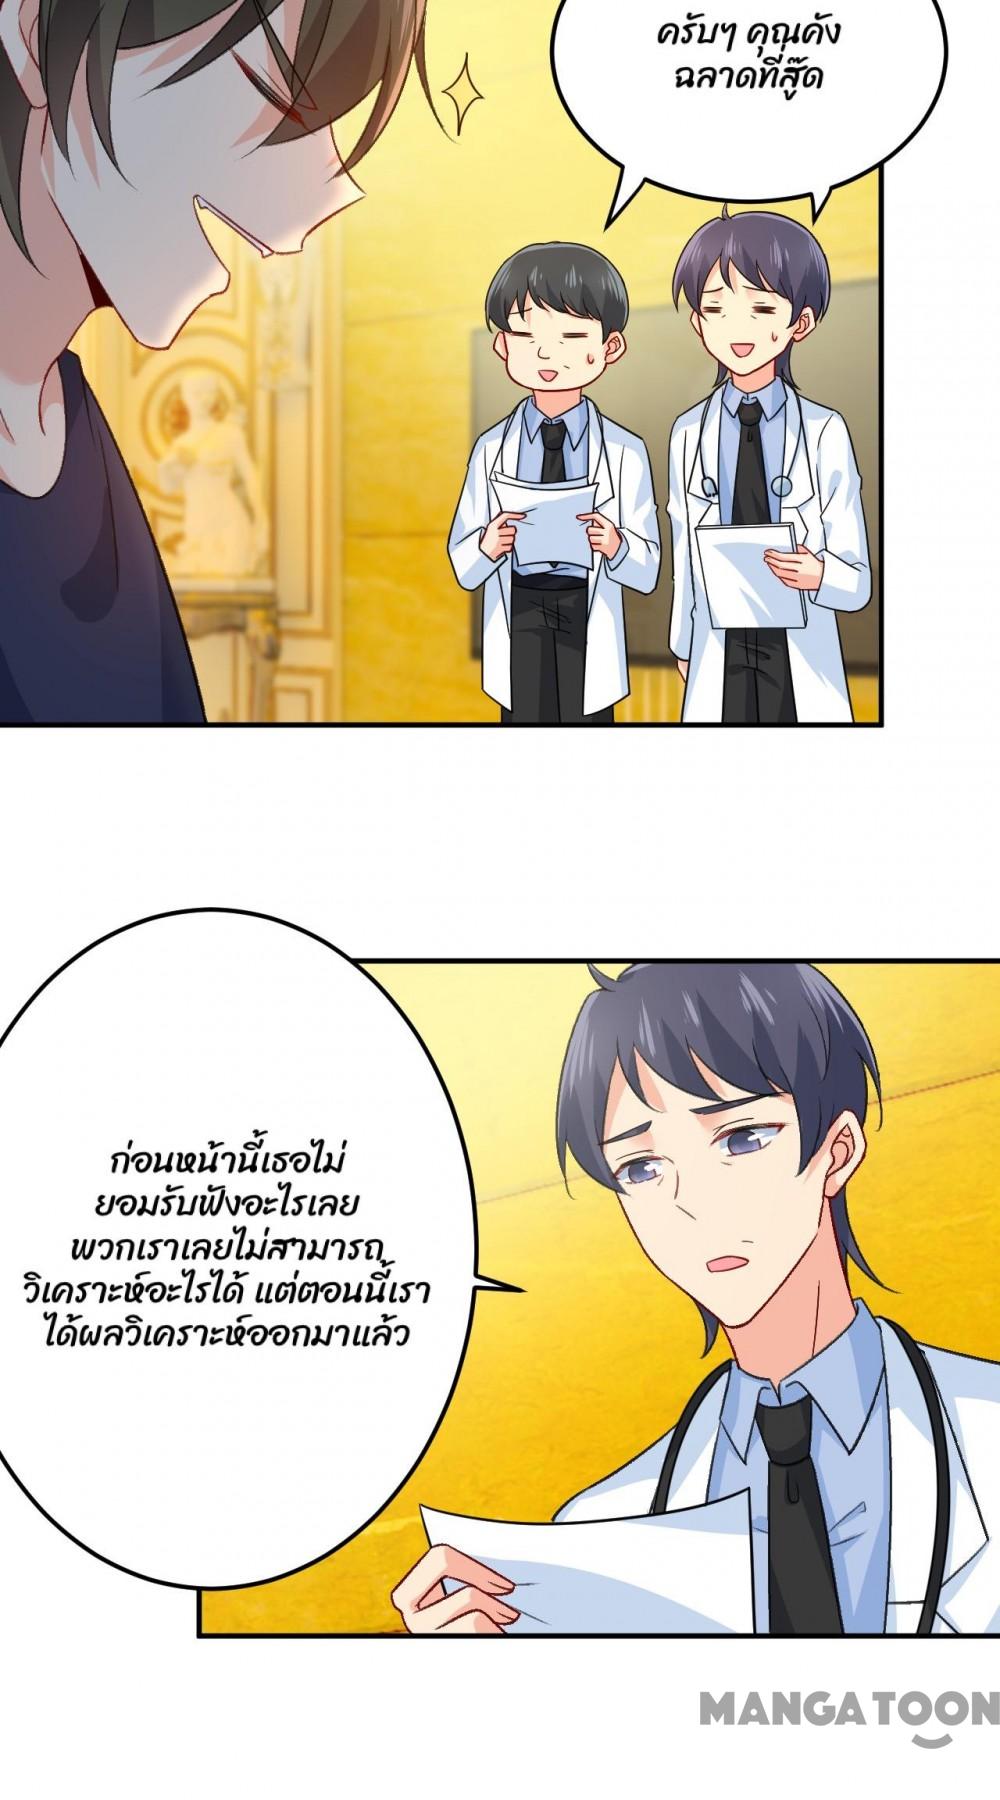 ครับๆ คุณคัง
ฉลาดที่สู๊ด
ก่อนหน้านี้เธอไม่
ยอมรับฟังอะไรเลย
พวกเราเลยไม่สามารถ
วิเคราะห์อะไรได้ แต่ตอนนี้เรา
ได้ผลวิเคราะห์ออกมาแล้ว
MANGATOON